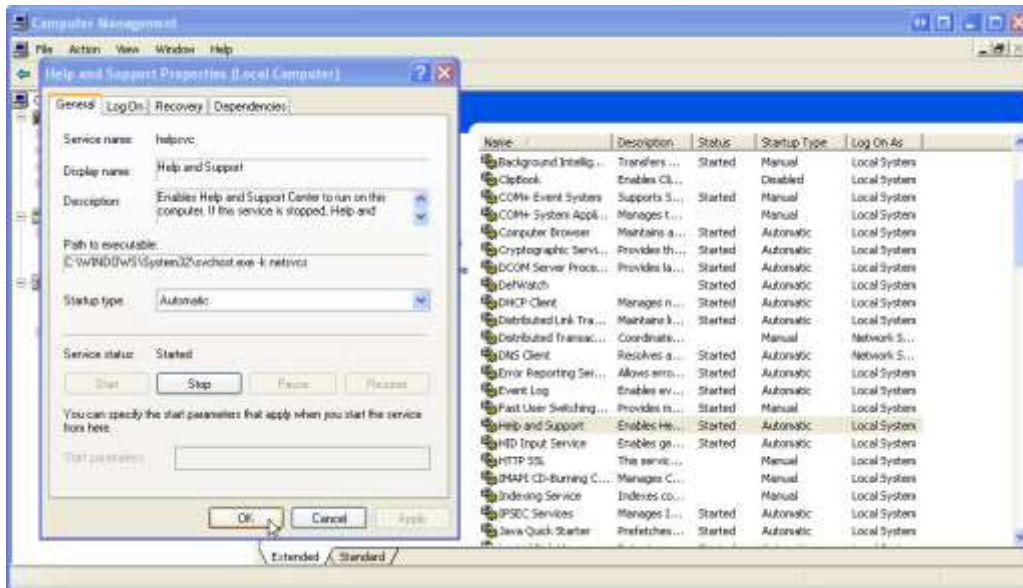 Computer Management
File Action View Window Help
Help and Support Properties (Local Computer)
General Log On Recovery Dependencies
Service name: helpsvc
Display name: Help and Support
Description: Enables Help and Support Center to run on this
computer. If this service is stopped, Help and
Path to executable:
C:\WINDOWS\System32\svchost.exe -k netsvcs
Startup type: Automatic
Service status: Started
Start Stop Pause Resume
You can specify the start parameters that apply when you start the service
from here.
Start parameters:
OK Cancel Apply
Name Description Status Startup Type Log On As
Background Intellig... Transfers ... Started Manual Local System
ClipBook Enables Cli... Disabled Local System
COM+ Event System Supports S... Started Manual Local System
COM+ System Appli... Manages t... Manual Local System
Computer Browser Maintains a... Started Automatic Local System
Cryptographic Servi... Provides th... Started Automatic Local System
DCOM Server Proce... Provides la... Started Automatic Local System
DefWatch Started Automatic Local System
DHCP Client Manages n... Started Automatic Local System
Distributed Link Tra... Maintains li... Started Automatic Local System
Distributed Transac... Coordinate... Manual Network S...
DNS Client Resolves a... Started Automatic Network S...
Error Reporting Ser... Allows erro... Started Automatic Local System
Event Log Enables ev... Started Automatic Local System
Fast User Switching... Provides m... Started Manual Local System
Help and Support Enables He... Started Automatic Local System
HID Input Service Enables ge... Started Automatic Local System
HTTP SSL This servic... Manual Local System
IMAPI CD-Burning C... Manages C... Manual Local System
Indexing Service Indexes co... Manual Local System
IPSEC Services Manages I... Started Automatic Local System
Java Quick Starter Prefetches... Started Automatic Local System
Extended Standard